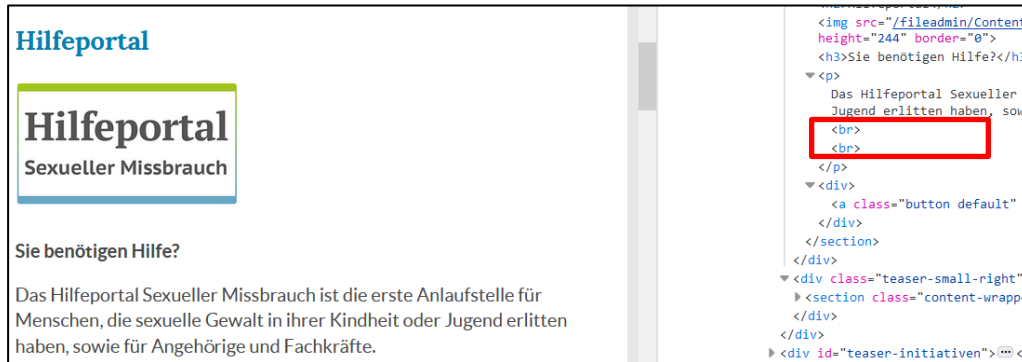 Hilfeportal
Hilfeportal
Sexueller Missbrauch
Sie benötigen Hilfe?
Das Hilfeportal Sexueller Missbrauch ist die erste Anlaufstelle für
Menschen, die sexuelle Gewalt in ihrer Kindheit oder Jugend erlitten
haben, sowie für Angehörige und Fachkräfte.
<img src="/fileadmin/Content
height="244" border="0">
<h3>Sie benötigen Hilfe?</h3
<p>
Das Hilfeportal Sexueller
Jugend erlitten haben, sow
<br>
<br>
</p>
<div>
<a class="button default"
</div>
</section>
</div>
<div class="teaser-small-right"
<section class="content-wrappe
</div>
</div>
<div id="teaser-initiativen"> … <